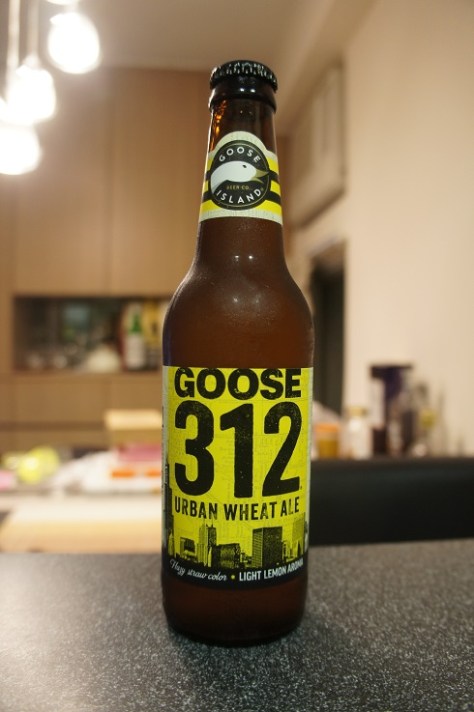 GOOSE
BEER CO.
ISLAND
GOOSE
312
URBAN WHEAT ALE
Hazy straw color • LIGHT LEMON AROMA